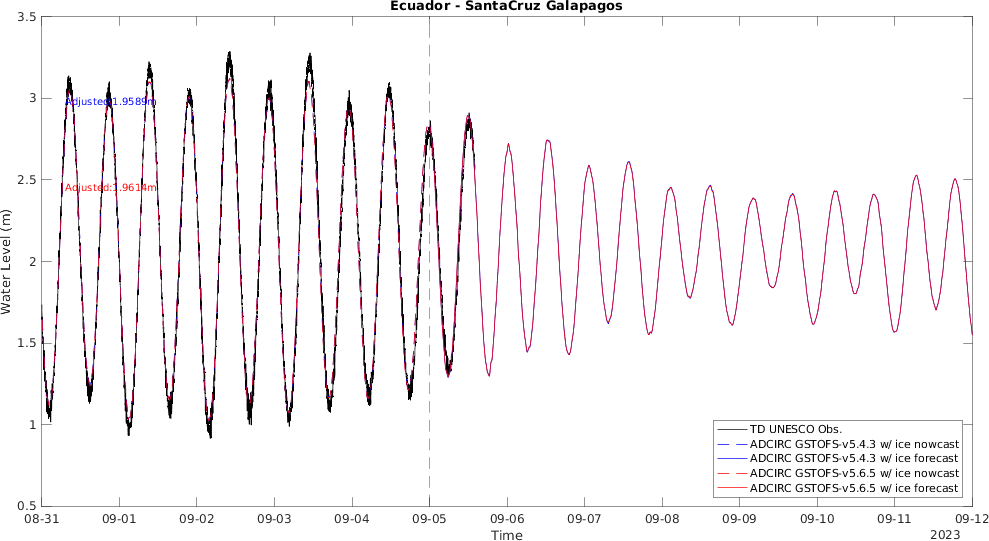 Ecuador - SantaCruz Galapagos
3.5
3
2.5
2
1.5
1
0.5
Water Level (m)
Adjusted:1.9589m
Adjusted:1.9614m
TD UNESCO Obs.
ADCIRC GSTOFS-v5.4.3 w/ ice nowcast
ADCIRC GSTOFS-v5.4.3 w/ ice forecast
ADCIRC GSTOFS-v5.6.5 w/ ice nowcast
ADCIRC GSTOFS-v5.6.5 w/ ice forecast
08-31 09-01 09-02 09-03 09-04 09-05 09-06 09-07 09-08 09-09 09-10 09-11 09-12
Time
2023